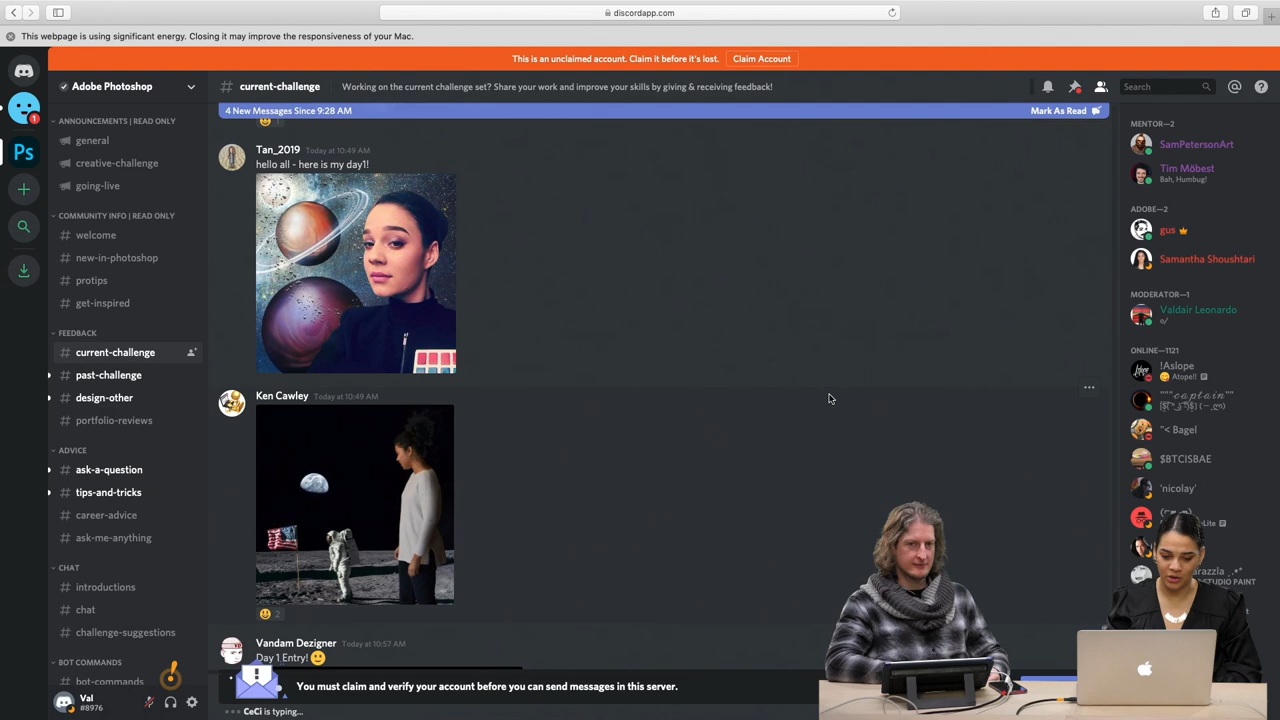 discordapp.com
This webpage is using significant energy. Closing it may improve the responsiveness of your Mac.
This is an unclaimed account. Claim it before it's lost.
Claim Account
Adobe Photoshop
# current-challenge
Working on the current challenge set? Share your work and improve your skills by giving & receiving feedback!
Search
4 New Messages Since 9:28 AM
Mark As Read
1
Ps
ANNOUNCEMENTS | READ ONLY
general
creative-challenge
going-live
COMMUNITY INFO | READ ONLY
# welcome
# new-in-photoshop
# protips
# get-inspired
FEEDBACK
# current-challenge
# past-challenge
# design-other
# portfolio-reviews
ADVICE
# ask-a-question
# tips-and-tricks
# career-advice
# ask-me-anything
CHAT
# introductions
# chat
# challenge-suggestions
BOT COMMANDS
# bot-commands
Val
#8976
1
Tan_2019 Today at 10:49 AM
hello all - here is my day1!
Ken Cawley Today at 10:49 AM
2
Vandam Dezigner Today at 10:57 AM
Day 1 Entry!
You must claim and verify your account before you can send messages in this server.
CeCi is typing...
MENTOR—2
SamPetersonArt
Tim Möbest
Bah, Humbug!
ADOBE—2
gus
Samantha Shoushtari
MODERATOR—1
Valdair Leonardo
o/
ONLINE—1121
!Aslope
Atopell
"""captain""
"< Bagel
$BTCISBAE
'nicolay'
STUDIO PAINT